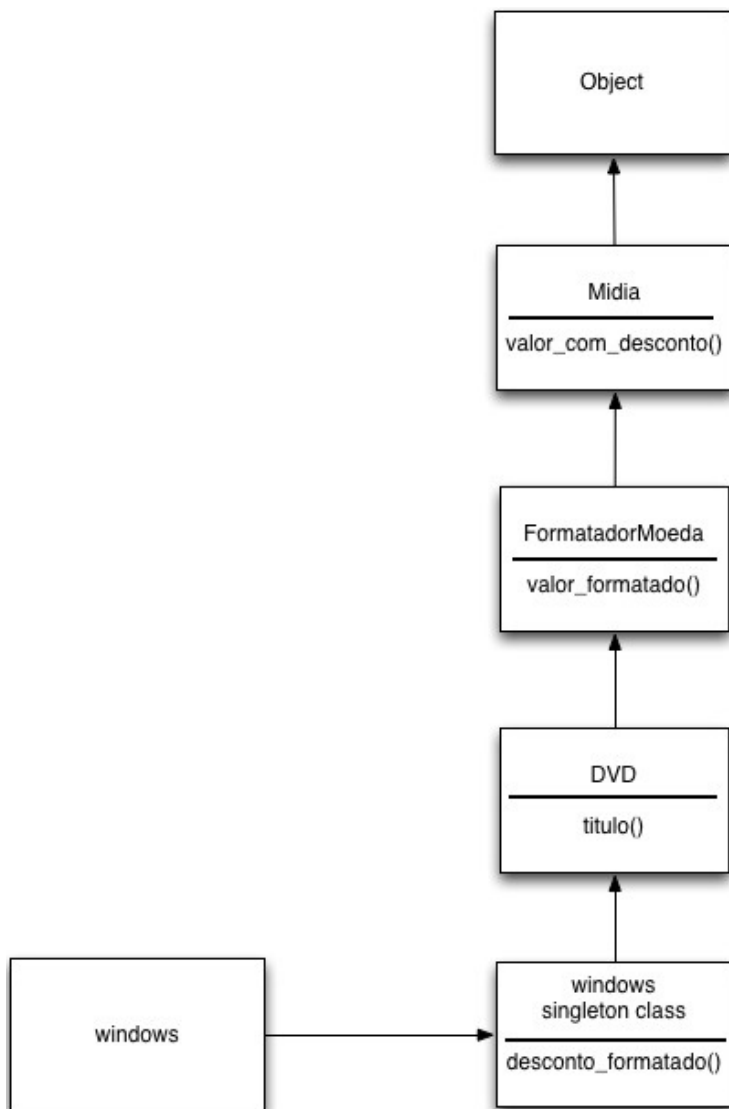 Object
Midia
valor_com_desconto()
FormatadorMoeda
valor_formatado()
DVD
titulo()
windows
windows
singleton class
desconto_formatado()